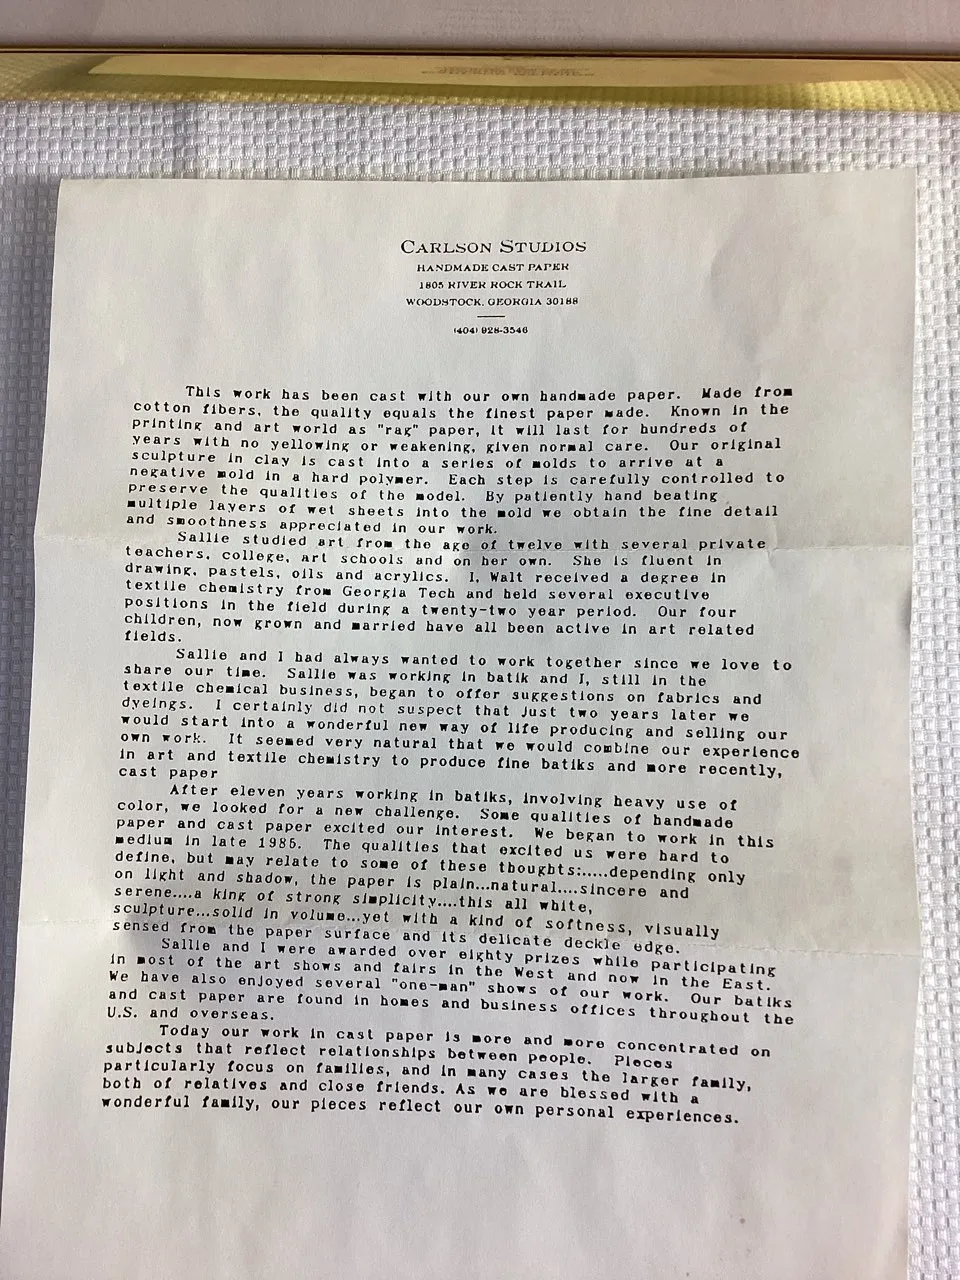 CARLSON STUDIOS
HANDMADE CAST PAPER
1805 RIVER ROCK TRAIL
WOODSTOCK, GEORGIA 30188
(404) 928-3546
This work has been cast with our own handmade paper. Made from
cotton fibers, the quality equals the finest paper made. Known in the
printing and art world as "rag" paper, it will last for hundreds of
years with no yellowing or weakening, given normal care. Our original
sculpture in clay is cast into a series of molds to arrive at a
negative mold in a hard polymer. Each step is carefully controlled to
preserve the qualities of the model. By patiently hand beating
multiple layers of wet sheets into the mold we obtain the fine detail
and smoothness appreciated in our work.
Sallie studied art from the age of twelve with several private
teachers, college, art schools and on her own. She is fluent in
drawing, pastels, oils and acrylics. I, Walt received a degree in
textile chemistry from Georgia Tech and held several executive
positions in the field during a twenty-two year period. Our four
children, now grown and married have all been active in art related
fields.
Sallie and I had always wanted to work together since we love to
share our time. Sallie was working in batik and I, still in the
textile chemical business, began to offer suggestions on fabrics and
dyeings. I certainly did not suspect that just two years later we
would start into a wonderful new way of life producing and selling our
own work. It seemed very natural that we would combine our experience
in art and textile chemistry to produce fine batiks and more recently,
cast paper
After eleven years working in batiks, involving heavy use of
color, we looked for a new challenge. Some qualities of handmade
paper and cast paper excited our interest. We began to work in this
medium in late 1985. The qualities that excited us were hard to
define, but may relate to some of these thoughts:.....depending only
on light and shadow, the paper is plain...natural....sincere and
serene....a king of strong simplicity....this all white,
sculpture...solid in volume...yet with a kind of softness, visually
sensed from the paper surface and its delicate deckle edge.
Sallie and I were awarded over eighty prizes while participating
in most of the art shows and fairs in the West and now in the East.
We have also enjoyed several "one-man" shows of our work. Our batiks
and cast paper are found in homes and business offices throughout the
U.S. and overseas.
Today our work in cast paper is more and more concentrated on
subjects that reflect relationships between people. Pieces
particularly focus on families, and in many cases the larger family,
both of relatives and close friends. As we are blessed with a
wonderful family, our pieces reflect our own personal experiences.